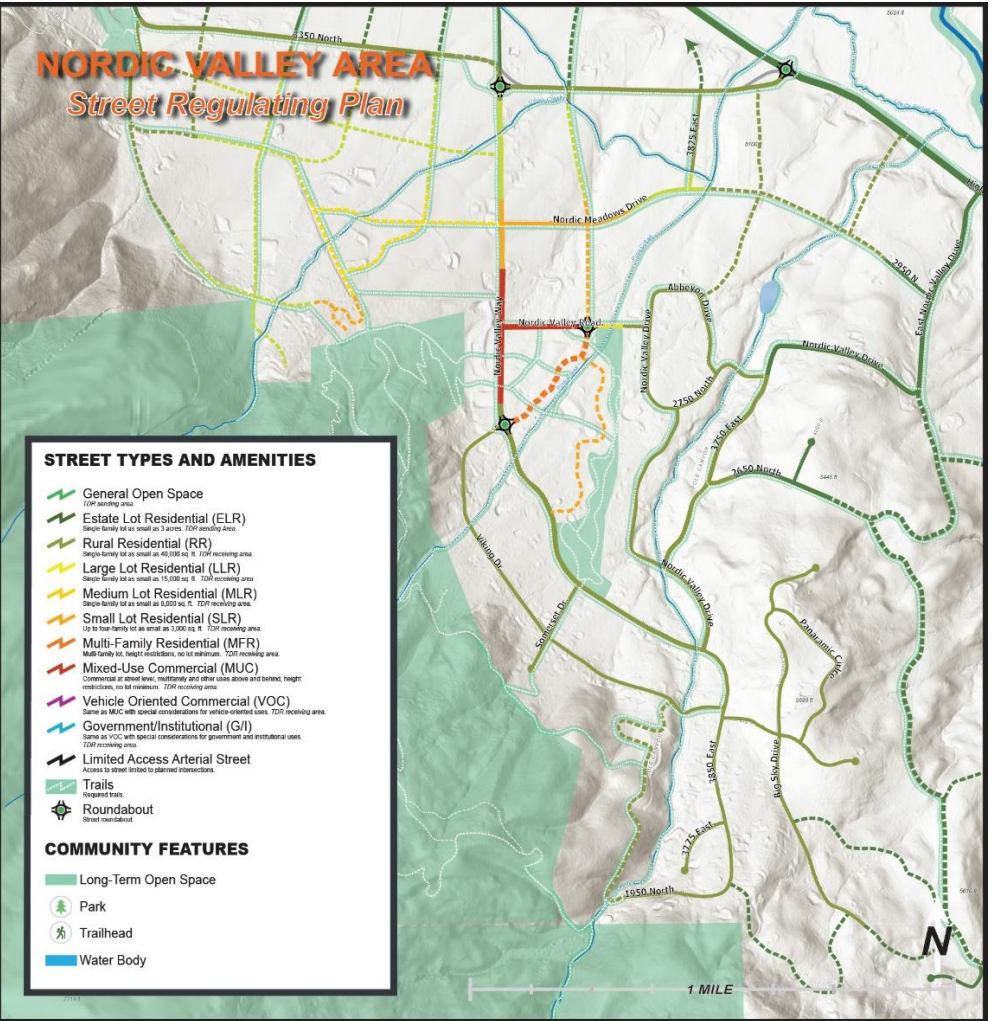 NORDIC VALLEY AREA
Street Regulating Plan
3350 North
3825 East
Nordic Meadows Drive
2950 N
East Nordic Valley Drive
Nordic Valley Way
Nordic Valley Road
Abbeyon Drive
Nordic Valley Drive
Nordic Valley Drive
2750 North
3750 East
2650 North
Viking Dr
Somerset Dr
Nordic Valley Drive
3850 East
Big Sky Drive
3775 East
1950 North
STREET TYPES AND AMENITIES
General Open Space
TDR sending area.
Estate Lot Residential (ELR)
Single-family lot as small as 3 acres. TDR sending Area.
Rural Residential (RR)
Single-family lot as small as 40,000 sq. ft. TDR receiving area.
Large Lot Residential (LLR)
Single-family lot as small as 15,000 sq. ft. TDR receiving area.
Medium Lot Residential (MLR)
Single-family lot as small as 8,000 sq. ft. TDR receiving area.
Small Lot Residential (SLR)
Up to four-family lot as small as 3,000 sq. ft. TDR receiving area.
Multi-Family Residential (MFR)
Multi-family lot, height restrictions, no lot minimum. TDR receiving area.
Mixed-Use Commercial (MUC)
Commercial at street level, multifamily and other uses above and behind, height
restrictions, no lot minimum. TDR receiving area.
Vehicle Oriented Commercial (VOC)
Same as MUC with special considerations for vehicle-oriented uses. TDR receiving area.
Government/Institutional (G/I)
Same as VOC with special considerations for government and institutional uses.
TDR receiving area.
Limited Access Arterial Street
Access to street limited to planned intersections.
Trails
Required trails.
Roundabout
Street roundabout.
COMMUNITY FEATURES
Long-Term Open Space
Park
Trailhead
Water Body
N
1 MILE